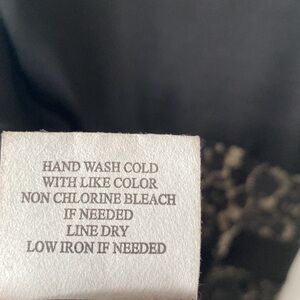 HAND WASH COLD
WITH LIKE COLOR
NON CHLORINE BLEACH
IF NEEDED
LINE DRY
LOW IRON IF NEEDED